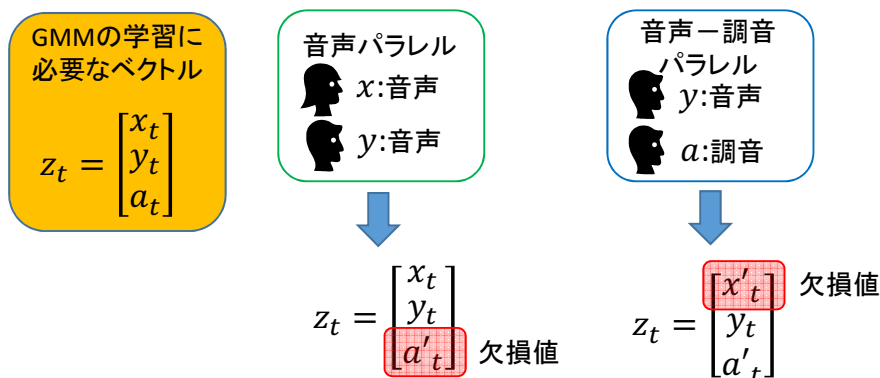 GMMの学習に
必要なベクトル
z_t = [x_t
y_t
a_t]
音声パラレル
x:音声
y:音声
z_t = [x_t
y_t
a'_t]
欠損値
音声－調音
パラレル
y:音声
a:調音
z_t = [x'_t
y_t
a'_t]
欠損値